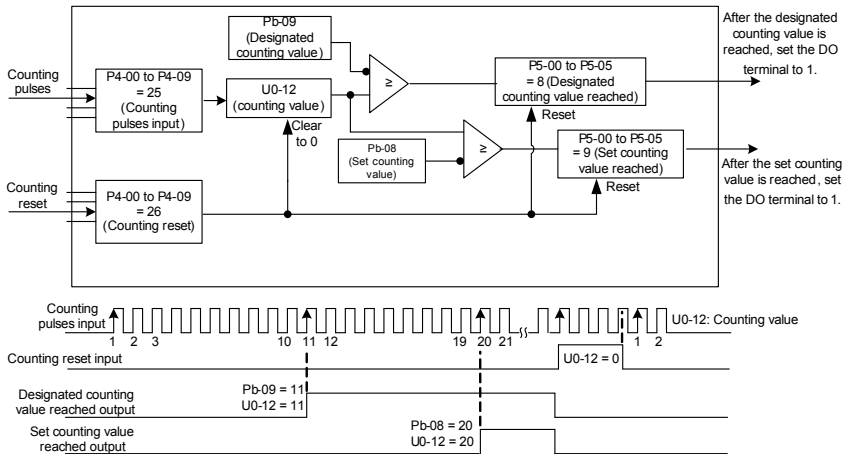 Pb-09
(Designated
counting value)
After the designated
counting value is
reached, set the DO
terminal to 1.
Counting
pulses
P4-00 to P4-09
= 25
(Counting
pulses input)
U0-12
(counting value)
≥
P5-00 to P5-05
= 8 (Designated
counting value reached)
Clear
to 0
Reset
Pb-08
(Set counting
value)
≥
P5-00 to P5-05
= 9 (Set counting
value reached)
After the set counting
value is reached, set
the DO terminal to 1.
Reset
Counting
reset
P4-00 to P4-09
= 26
(Counting reset)
Counting
pulses input
U0-12: Counting value
1 2 3 10 11 12 19 20 21 1 2
Counting reset input
U0-12 = 0
Designated counting
value reached output
Pb-09 = 11
U0-12 = 11
Set counting value
reached output
Pb-08 = 20
U0-12 = 20